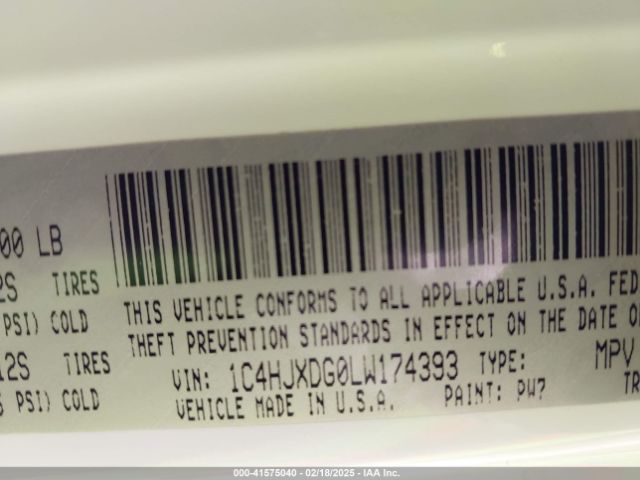 00 LB
2S TIRES
PSI) COLD
12S TIRES
PSI) COLD
THIS VEHICLE CONFORMS TO ALL APPLICABLE U.S.A. FED
THEFT PREVENTION STANDARDS IN EFFECT ON THE DATE O
VIN: 1C4HJXDG0LW174393 TYPE: MPV
VEHICLE MADE IN U.S.A. PAINT: PW7 TR
000-41575040 - 02/18/2025 - IAA Inc.